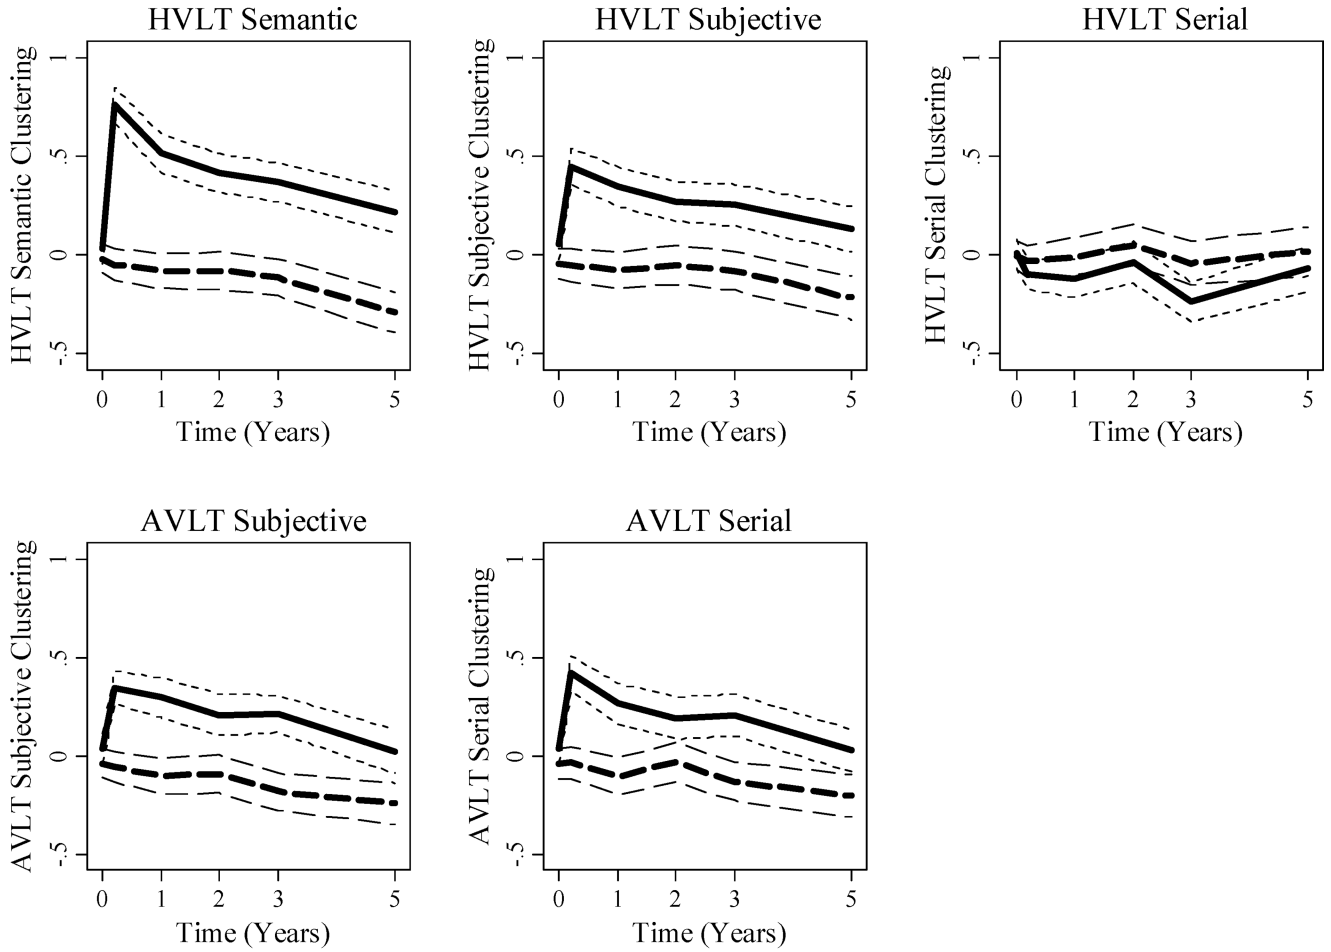 HVLT Semantic
HVLT Semantic Clustering
1
.5
0
-.5
0 1 2 3 5
Time (Years)
HVLT Subjective
HVLT Subjective Clustering
1
.5
0
-.5
0 1 2 3 5
Time (Years)
HVLT Serial
HVLT Serial Clustering
1
.5
0
-.5
0 1 2 3 5
Time (Years)
AVLT Subjective
AVLT Subjective Clustering
1
.5
0
-.5
0 1 2 3 5
Time (Years)
AVLT Serial
AVLT Serial Clustering
1
.5
0
-.5
0 1 2 3 5
Time (Years)